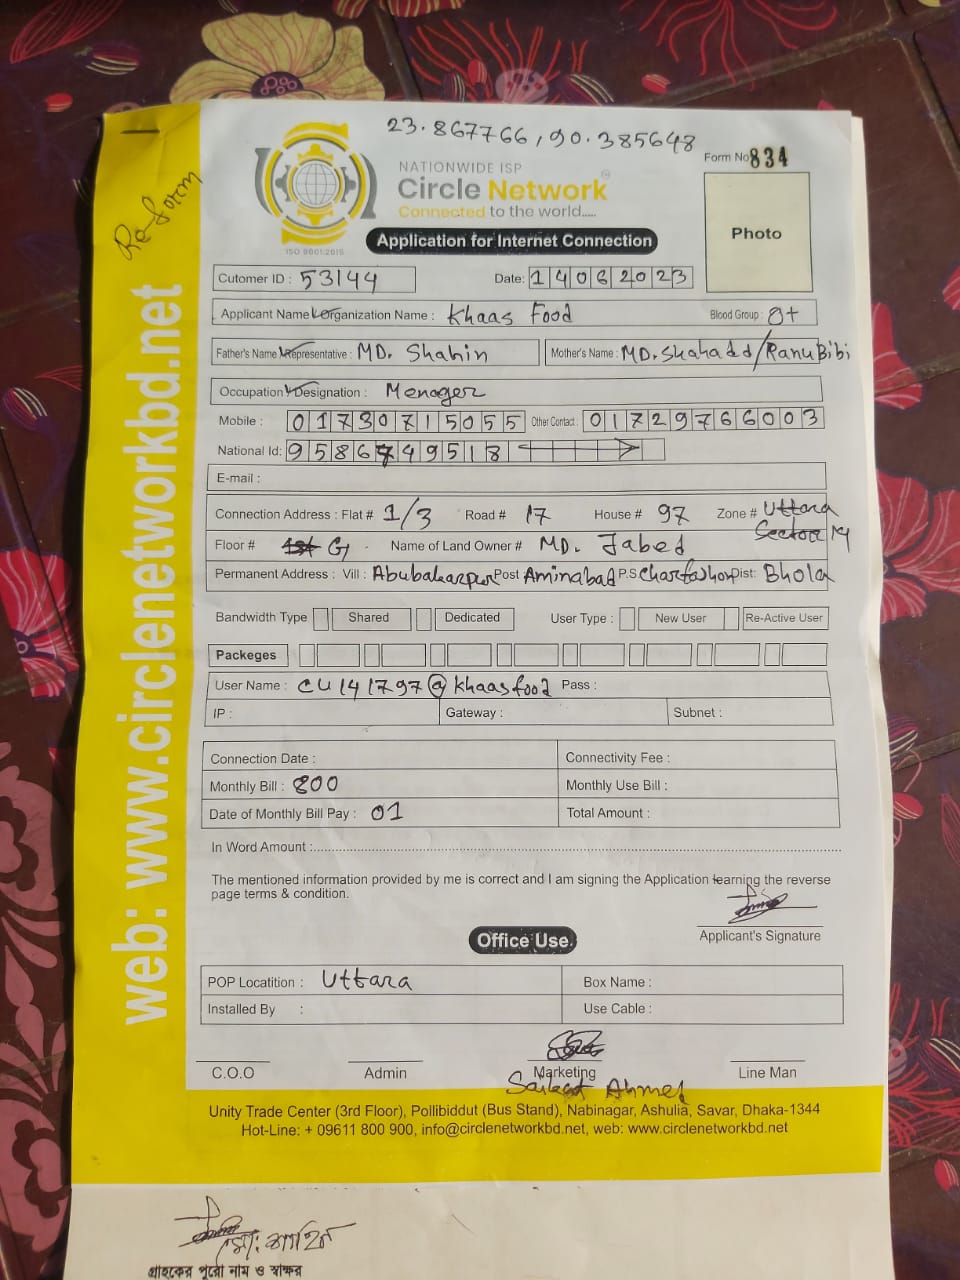 23.867766, 90.385648
Re-form
NATIONWIDE ISP
Circle Network
Connected to the world.....
ISO 9001:2015
Form No 834
Photo
Application for Internet Connection
Cutomer ID : 53144
Date: 14062023
Applicant Name / Organization Name : Khaas Food
Blood Group : O+
Father's Name / Representative : MD. Shahin
Mother's Name : MD. Shahadd/Ranu Bibi
Occupation / Designation : Menager
Mobile : 01730715055 Other Contact : 01729766003
National Id: 9586749518
E-mail :
Connection Address : Flat # 1/3 Road # 17 House # 97 Zone # Uttara Sector 14
Floor # 1st G Name of Land Owner # MD. Jabed
Permanent Address : Vill : Abubakarpur Post Aminabad P.S Charfashon Dist: Bhola
Bandwidth Type Shared Dedicated User Type : New User Re-Active User
Packeges
User Name : CU141797@khaasfood Pass :
IP : Gateway : Subnet :
Connection Date : Connectivity Fee :
Monthly Bill : 800 Monthly Use Bill :
Date of Monthly Bill Pay : 01 Total Amount :
In Word Amount :
The mentioned information provided by me is correct and I am signing the Application learning the reverse
page terms & condition.
Applicant's Signature
Office Use
POP Locatition : Uttara Box Name :
Installed By : Use Cable :
C.O.O Admin Marketing Line Man
Saikat Ahmed
Unity Trade Center (3rd Floor), Pollibiddut (Bus Stand), Nabinagar, Ashulia, Savar, Dhaka-1344
Hot-Line: + 09611 800 900, info@circlenetworkbd.net, web: www.circlenetworkbd.net
web: www.circlenetworkbd.net
মো: শাহিন
গ্রাহকের পুরো নাম ও স্বাক্ষর